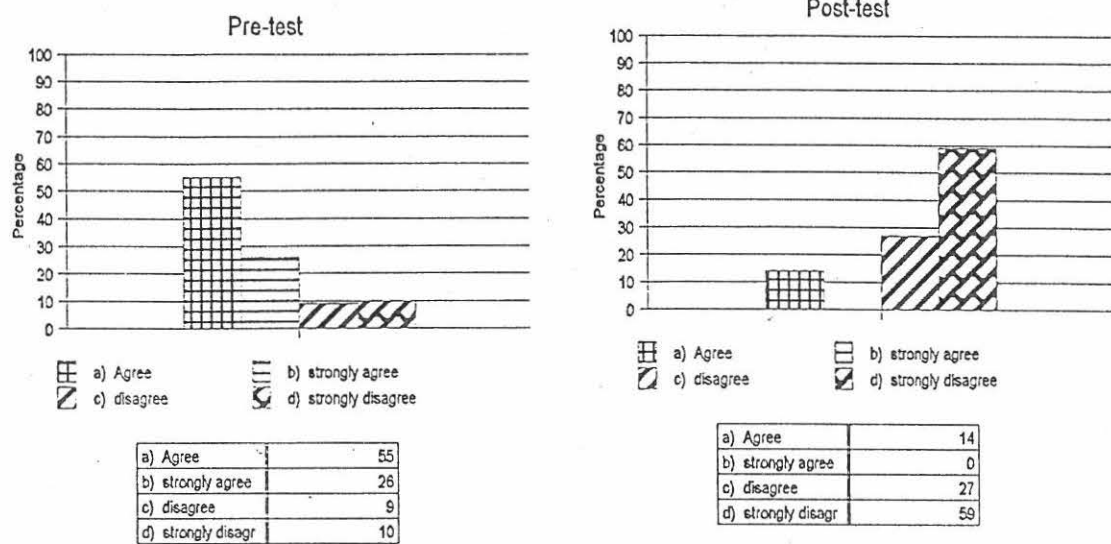 Pre-test
100
90
80
70
60
50
40
30
20
10
0
Percentage
a) Agree
b) strongly agree
c) disagree
d) strongly disagree
a) Agree 55
b) strongly agree 26
c) disagree 9
d) strongly disagr 10
Post-test
100
90
80
70
60
50
40
30
20
10
0
Percentage
a) Agree
b) strongly agree
c) disagree
d) strongly disagree
a) Agree 14
b) strongly agree 0
c) disagree 27
d) strongly disagr 59